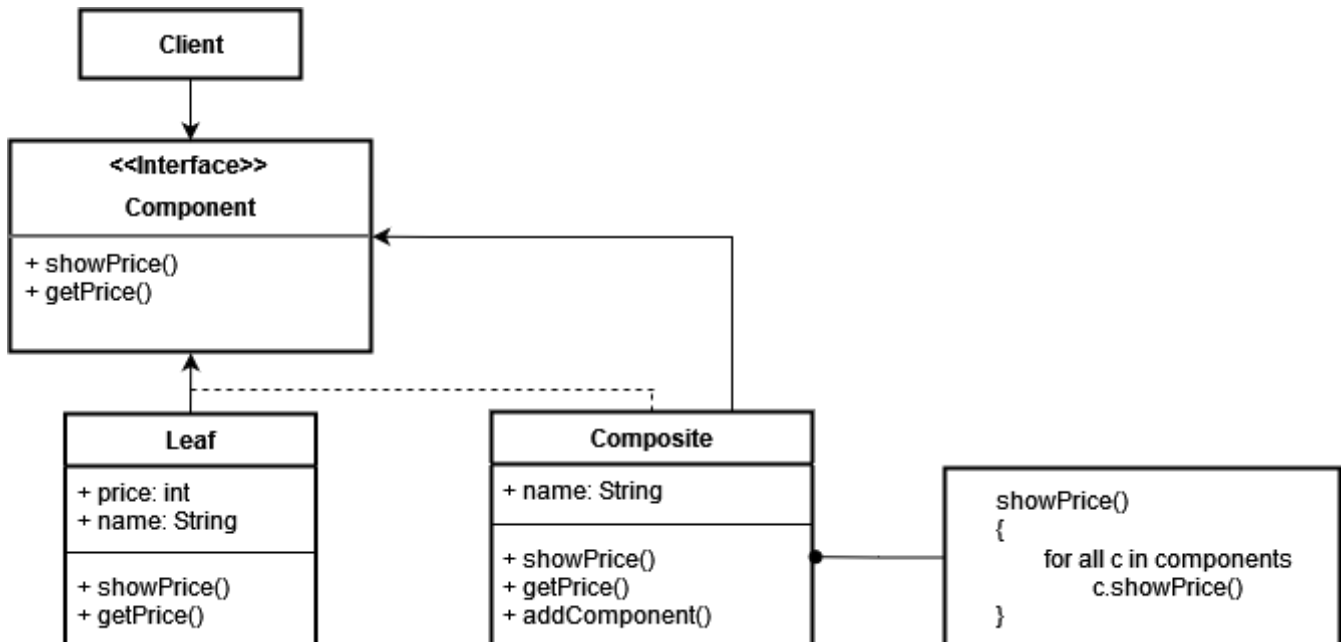 Client
<<Interface>>
Component
+ showPrice()
+ getPrice()
Leaf
+ price: int
+ name: String
+ showPrice()
+ getPrice()
Composite
+ name: String
+ showPrice()
+ getPrice()
+ addComponent()
showPrice()
{
for all c in components
c.showPrice()
}